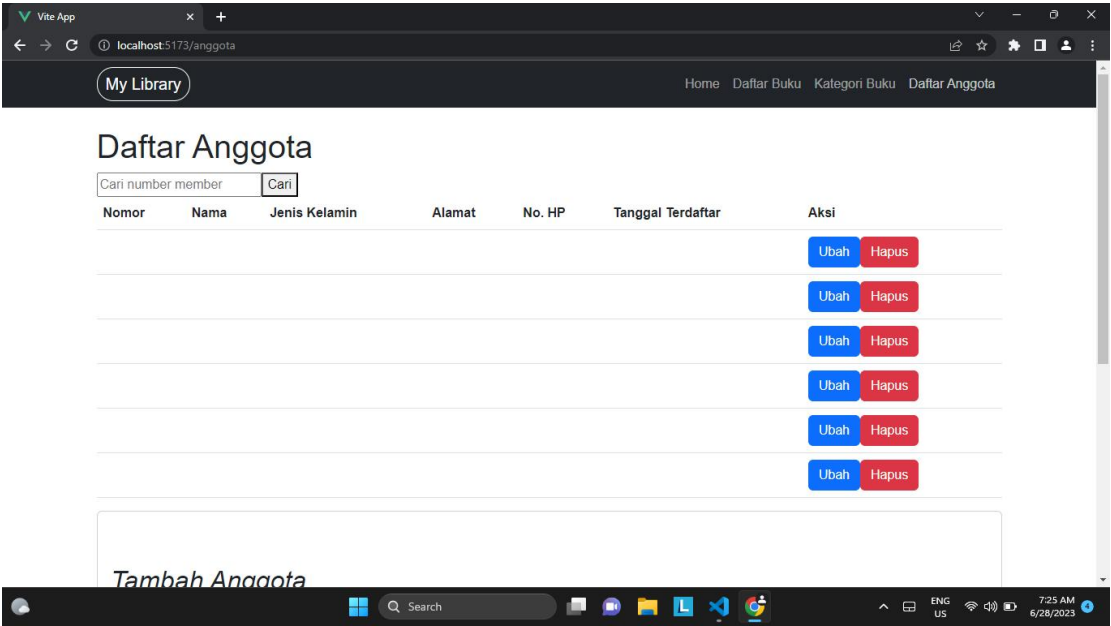 Vite App
localhost:5173/anggota
My Library
Home Daftar Buku Kategori Buku Daftar Anggota
Daftar Anggota
Cari number member Cari
Nomor Nama Jenis Kelamin Alamat No. HP Tanggal Terdaftar Aksi
Ubah Hapus
Ubah Hapus
Ubah Hapus
Ubah Hapus
Ubah Hapus
Ubah Hapus
Tambah Anggota
Search
L
ENG
US
7:25 AM
6/28/2023
4